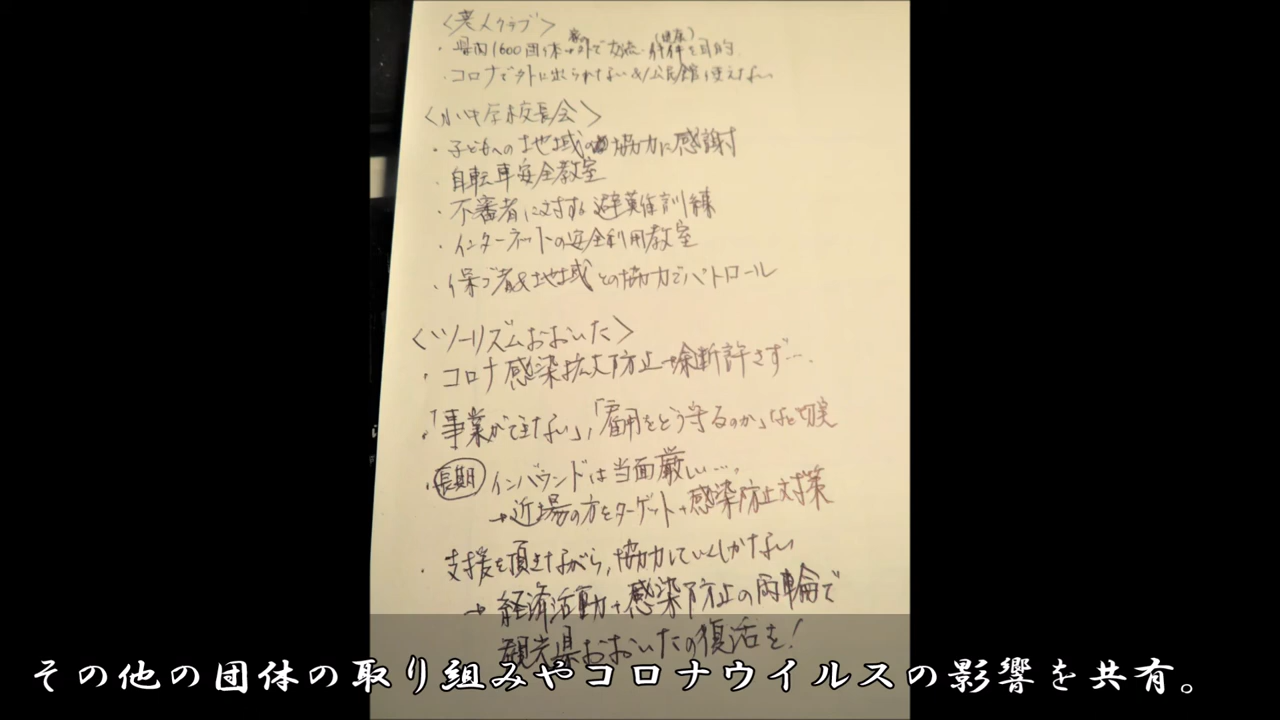 〈老人クラブ〉
・県内1600団体 家の外で交流・(健康)を目的
・コロナで外に出られない&公民館も使えない
〈小中学校長会〉
・子どもへの地域の協力に感謝
・自転車安全教室
・不審者に対する避難訓練
・インターネットの安全利用教室
・保ゴ者&地域との協力でパトロール
〈ツーリズムおおいた〉
・コロナ感染拡大防止→油断許さず…
・「事業ができない」,「雇用をどう守るのか」など切実
・長期 インバウンドは当面厳しい…。
→近場の方をターゲット+感染防止対策
・支援を頂きながら,協力していくしかない
→経済活動+感染防止の両輪で
観光県おおいたの復活を!
その他の団体の取り組みやコロナウイルスの影響を共有。